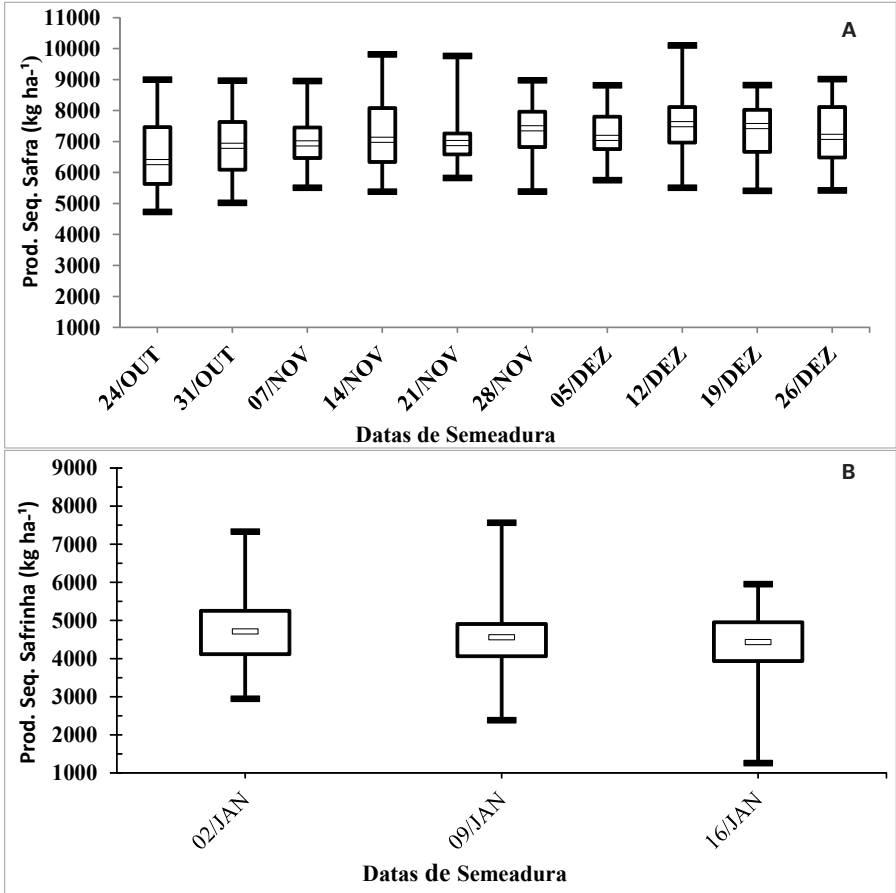 A
Prod. Seq. Safra (kg ha-¹)
11000
10000
9000
8000
7000
6000
5000
4000
3000
2000
1000
24/OUT
31/OUT
07/NOV
14/NOV
21/NOV
28/NOV
05/DEZ
12/DEZ
19/DEZ
26/DEZ
Datas de Semeadura
B
Prod. Seq. Safrinha (kg ha-¹)
9000
8000
7000
6000
5000
4000
3000
2000
1000
02/JAN
09/JAN
16/JAN
Datas de Semeadura